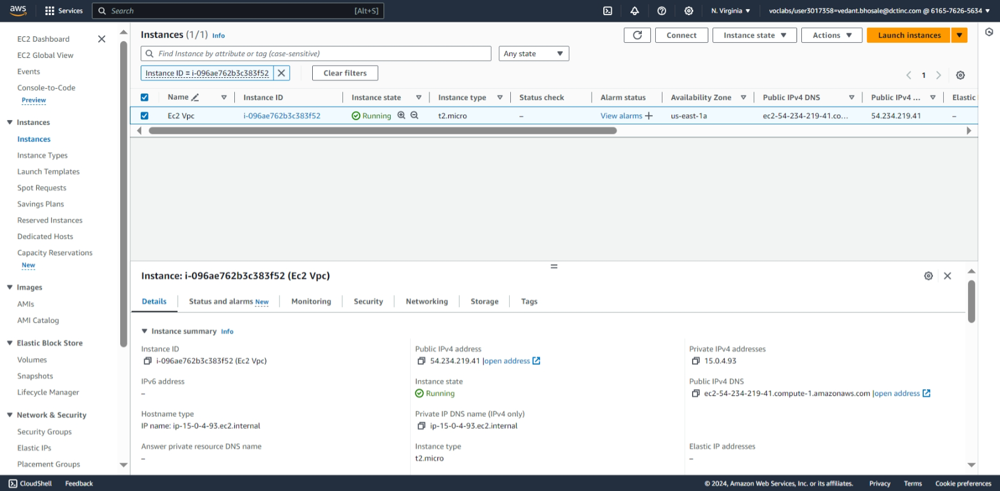 aws
Services
Search
[Alt+S]
N. Virginia
voclabs/user3017358=vedant.bhosale@dctinc.com @ 6165-7626-5634
EC2 Dashboard
EC2 Global View
Events
Console-to-Code
Preview
Instances
Instances
Instance Types
Launch Templates
Spot Requests
Savings Plans
Reserved Instances
Dedicated Hosts
Capacity Reservations
New
Images
AMIs
AMI Catalog
Elastic Block Store
Volumes
Snapshots
Lifecycle Manager
Network & Security
Security Groups
Elastic IPs
Placement Groups
Instances (1/1) Info
Connect
Instance state
Actions
Launch instances
Find Instance by attribute or tag (case-sensitive)
Any state
Instance ID = i-096ae762b3c383f52
Clear filters
1
Name Instance ID Instance state Instance type Status check Alarm status Availability Zone Public IPv4 DNS Public IPv4 ... Elastic
Ec2 Vpc i-096ae762b3c383f52 Running t2.micro – View alarms + us-east-1a ec2-54-234-219-41.co... 54.234.219.41 –
Instance: i-096ae762b3c383f52 (Ec2 Vpc)
Details Status and alarms New Monitoring Security Networking Storage Tags
Instance summary Info
Instance ID
i-096ae762b3c383f52 (Ec2 Vpc)
Public IPv4 address
54.234.219.41 |open address
Private IPv4 addresses
15.0.4.93
IPv6 address
–
Instance state
Running
Public IPv4 DNS
ec2-54-234-219-41.compute-1.amazonaws.com |open address
Hostname type
IP name: ip-15-0-4-93.ec2.internal
Private IP DNS name (IPv4 only)
ip-15-0-4-93.ec2.internal
Answer private resource DNS name
–
Instance type
t2.micro
Elastic IP addresses
–
CloudShell
Feedback
© 2024, Amazon Web Services, Inc. or its affiliates.
Privacy
Terms
Cookie preferences